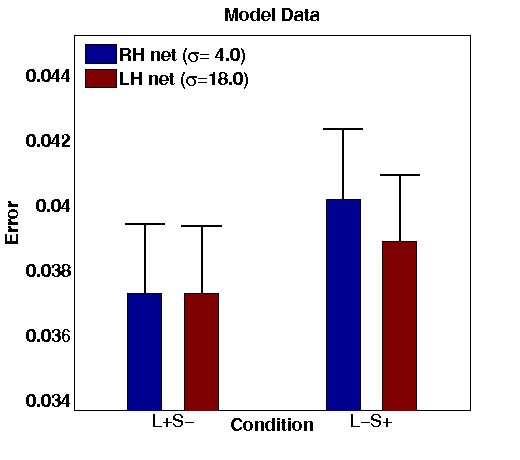 Model Data
RH net (σ= 4.0)
LH net (σ=18.0)
0.044
0.042
0.04
0.038
0.036
0.034
Error
L+S−
L−S+
Condition